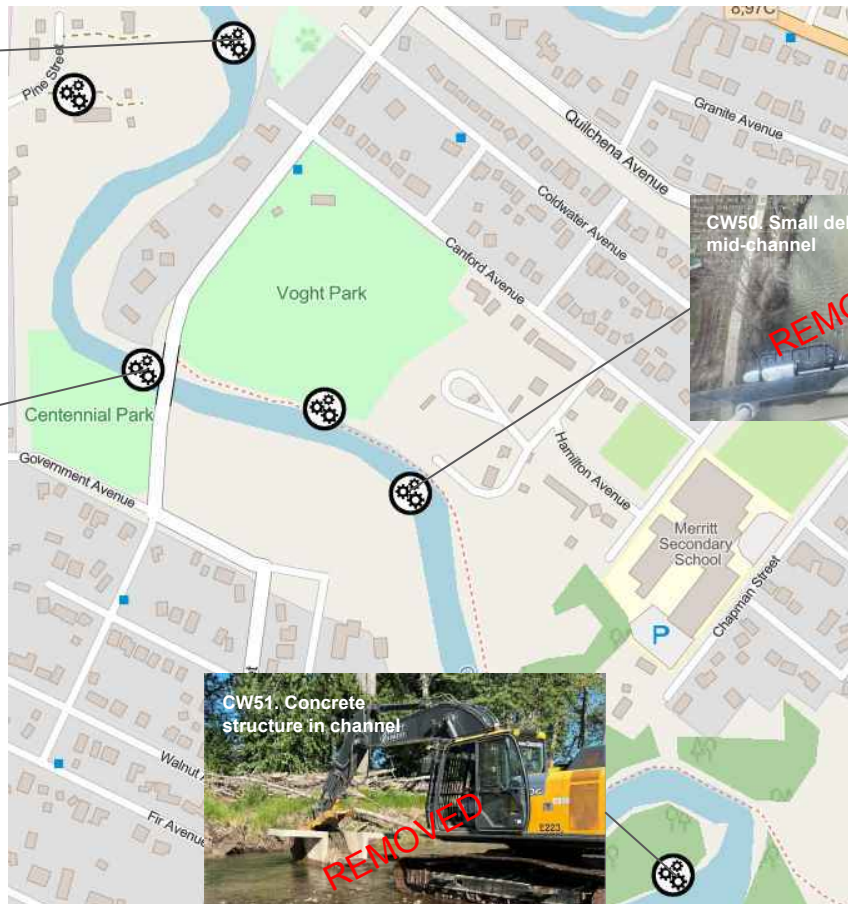 8,97C
Pine Street
Granite Avenue
Quilchena Avenue
CW50. Small
mid-channel
Coldwater Avenue
Canford Avenue
Voght Park
Centennial Park
Hamilton Avenue
Government Avenue
Merritt
Secondary
School
Chapman Street
P
CW51. Concrete
structure in channel
REMOVED
E223
Walnut
Fir Avenue